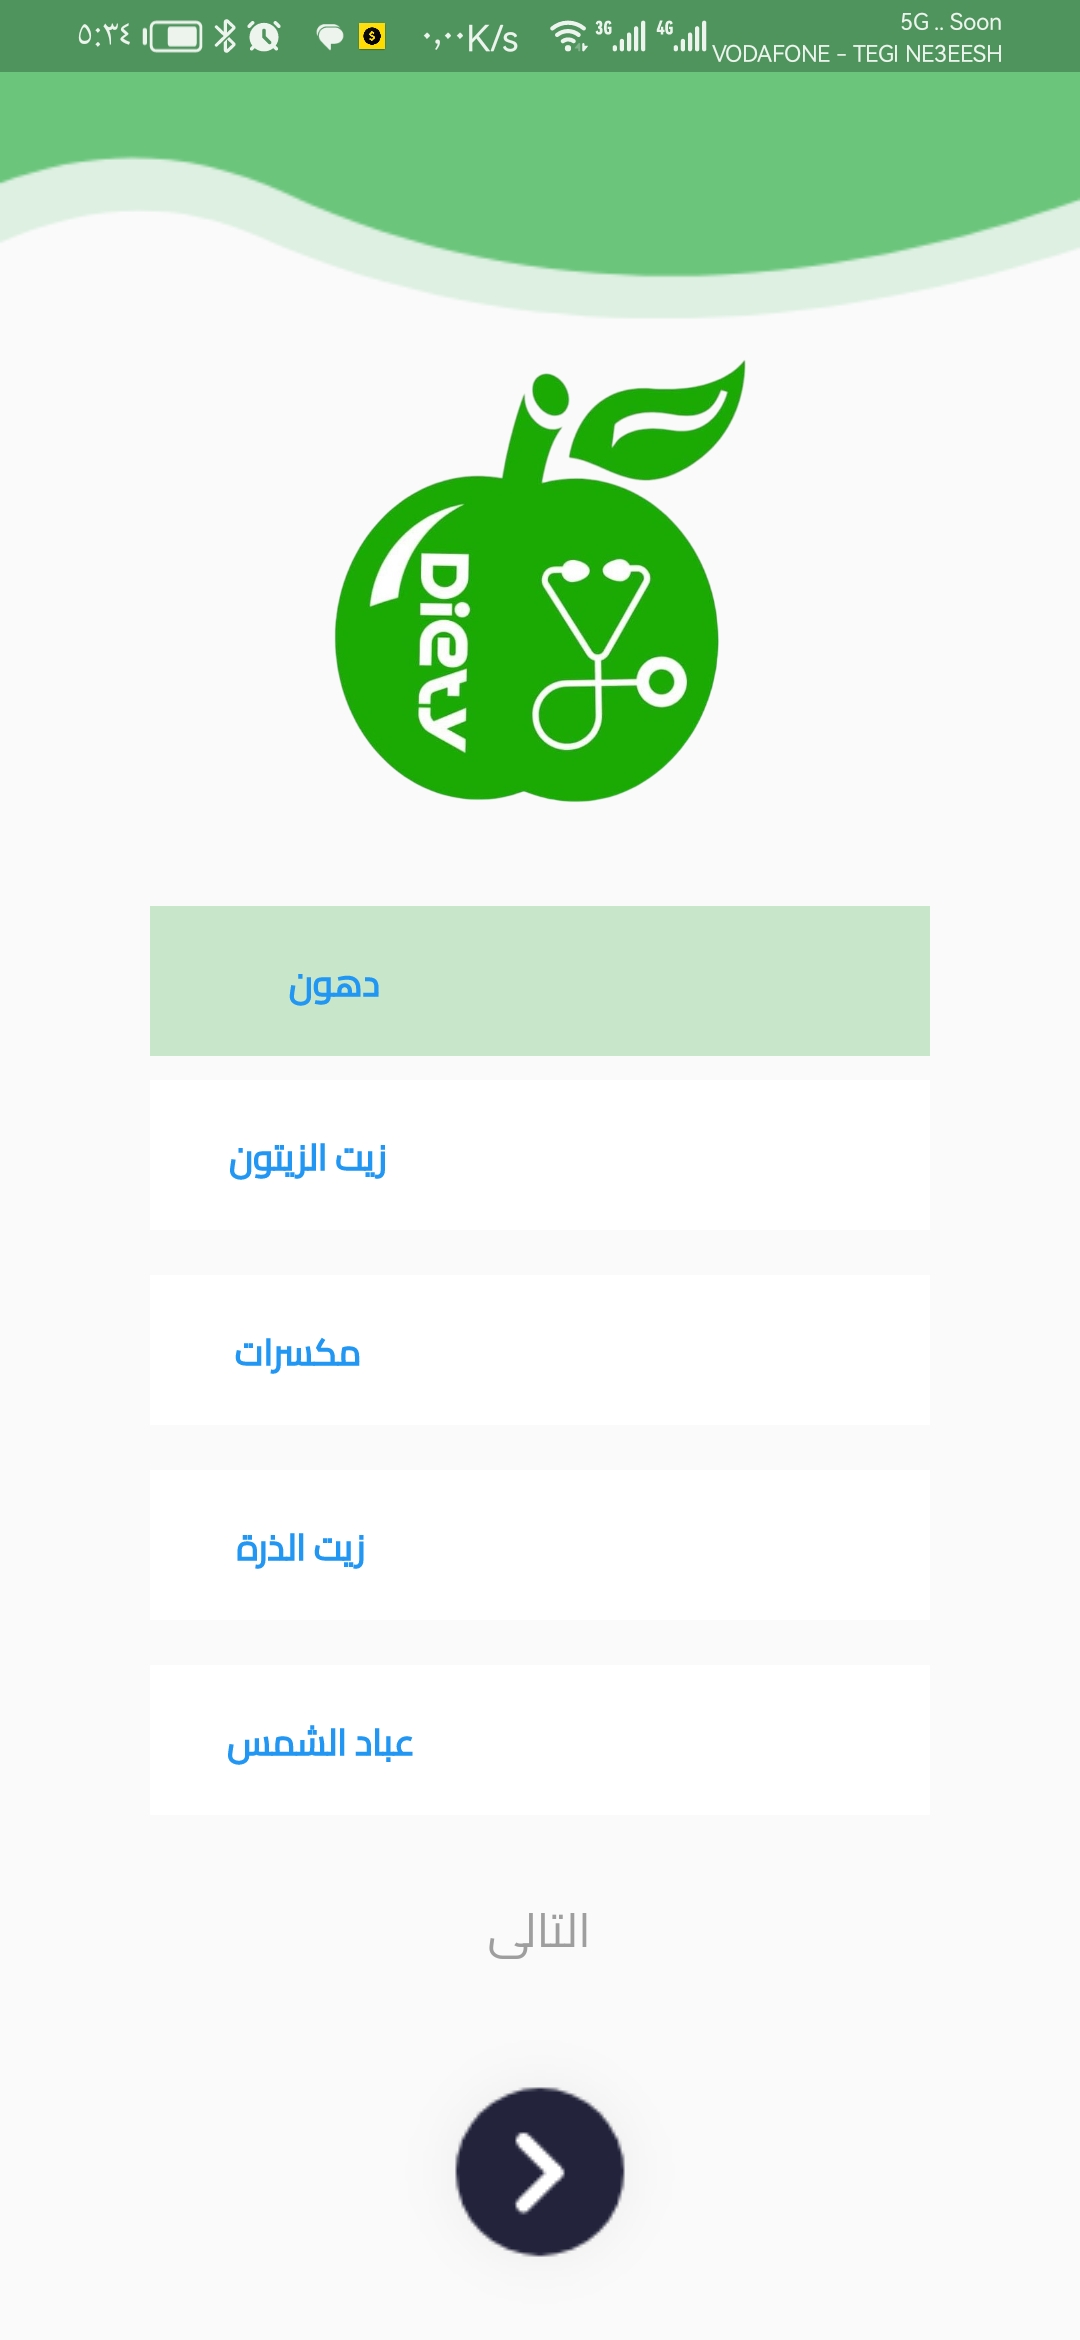 ٥:٣٤
٠,٠٠K/s
3G
4G
5G .. Soon
VODAFONE - TEGI NE3EESH
Diety
دهون
زيت الزيتون
مكسرات
زيت الذرة
عباد الشمس
التالى